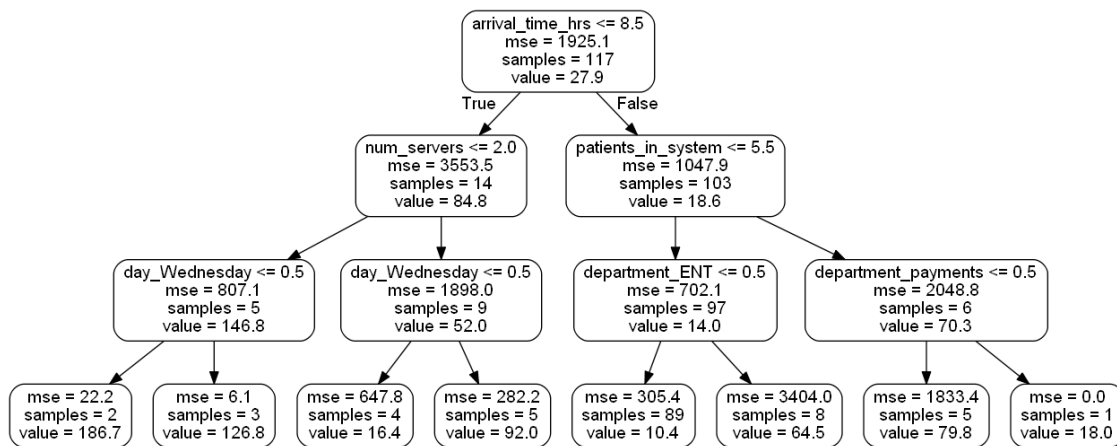 arrival_time_hrs <= 8.5
mse = 1925.1
samples = 117
value = 27.9
True
False
num_servers <= 2.0
mse = 3553.5
samples = 14
value = 84.8
patients_in_system <= 5.5
mse = 1047.9
samples = 103
value = 18.6
day_Wednesday <= 0.5
mse = 807.1
samples = 5
value = 146.8
day_Wednesday <= 0.5
mse = 1898.0
samples = 9
value = 52.0
department_ENT <= 0.5
mse = 702.1
samples = 97
value = 14.0
department_payments <= 0.5
mse = 2048.8
samples = 6
value = 70.3
mse = 22.2
samples = 2
value = 186.7
mse = 6.1
samples = 3
value = 126.8
mse = 647.8
samples = 4
value = 16.4
mse = 282.2
samples = 5
value = 92.0
mse = 305.4
samples = 89
value = 10.4
mse = 3404.0
samples = 8
value = 64.5
mse = 1833.4
samples = 5
value = 79.8
mse = 0.0
samples = 1
value = 18.0